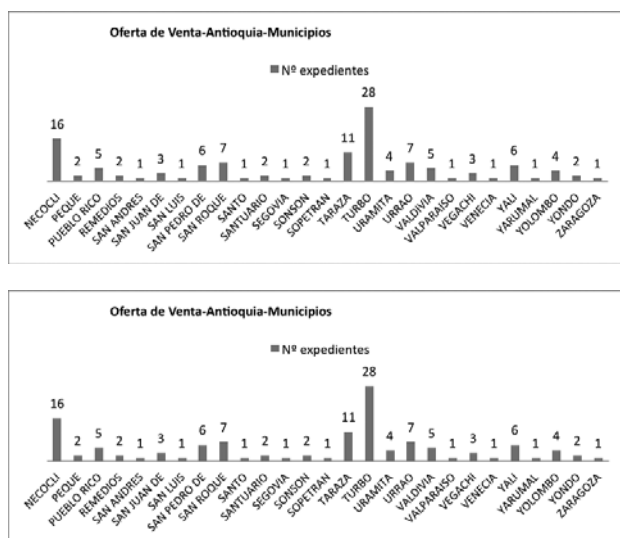 Oferta de Venta-Antioquia-Municipios
Nº expedientes
16 2 5 2 1 3 1 6 7 1 2 1 2 1 11 28 4 7 5 1 3 1 6 1 4 2 1
NECOCLI PEQUE PUEBLO RICO REMEDIOS SAN ANDRES SAN JUAN DE SAN LUIS SAN PEDRO DE SAN ROQUE SANTO SANTUARIO SEGOVIA SONSON SOPETRAN TARAZA TURBO URAMITA URRAO VALDIVIA VALPARAISO VEGACHI VENECIA YALI YARUMAL YOLOMBO YONDO ZARAGOZA
Oferta de Venta-Antioquia-Municipios
Nº expedientes
16 2 5 2 1 3 1 6 7 1 2 1 2 1 11 28 4 7 5 1 3 1 6 1 4 2 1
NECOCLI PEQUE PUEBLO RICO REMEDIOS SAN ANDRES SAN JUAN DE SAN LUIS SAN PEDRO DE SAN ROQUE SANTO SANTUARIO SEGOVIA SONSON SOPETRAN TARAZA TURBO URAMITA URRAO VALDIVIA VALPARAISO VEGACHI VENECIA YALI YARUMAL YOLOMBO YONDO ZARAGOZA